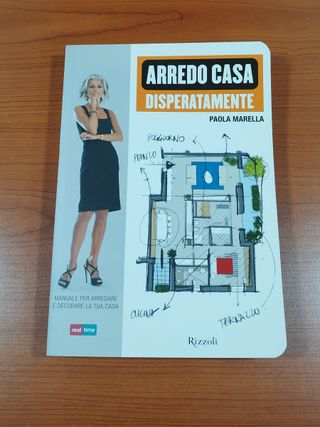 ARREDO CASA
DISPERATAMENTE
PAOLA MARELLA
SOGGIORNO
PRANZO
MANUALE PER ARREDARE
E DECORARE LA TUA CASA
real time
CUCINA
TERRAZZO
Rizzoli